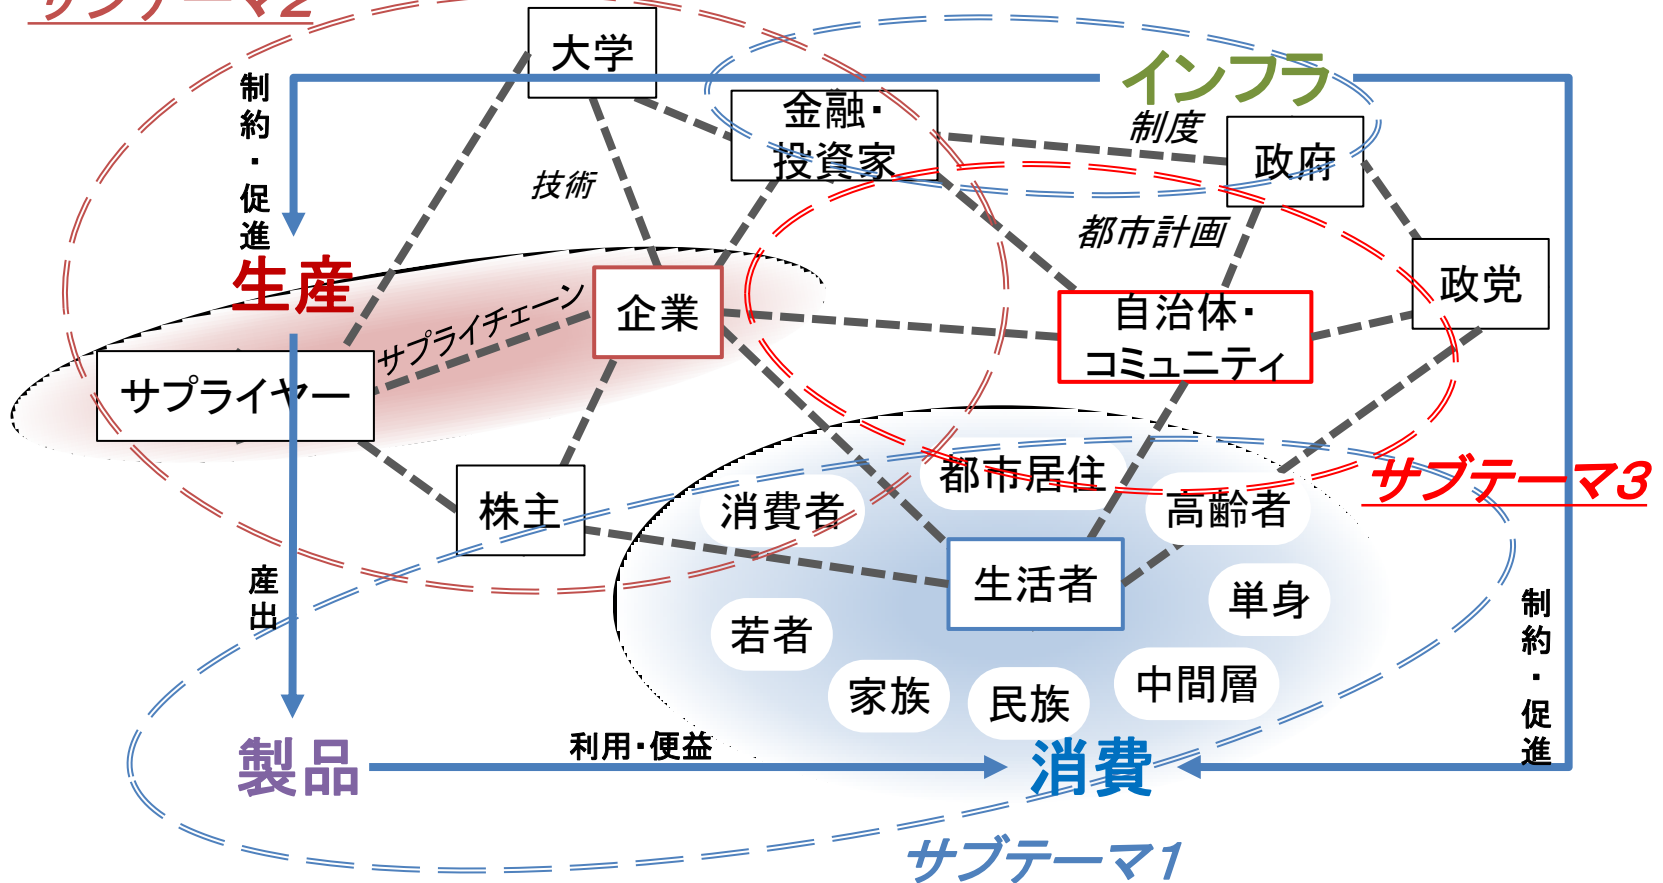 サブテーマ2
大学
インフラ
制約・促進
金融・
投資家
制度
政府
技術
都市計画
生産
企業
サプライチェーン
自治体・
コミュニティ
政党
サプライヤー
株主
消費者
都市居住
高齢者
サブテーマ3
産出
生活者
単身
制約・促進
若者
家族
民族
中間層
製品
利用・便益
消費
サブテーマ1